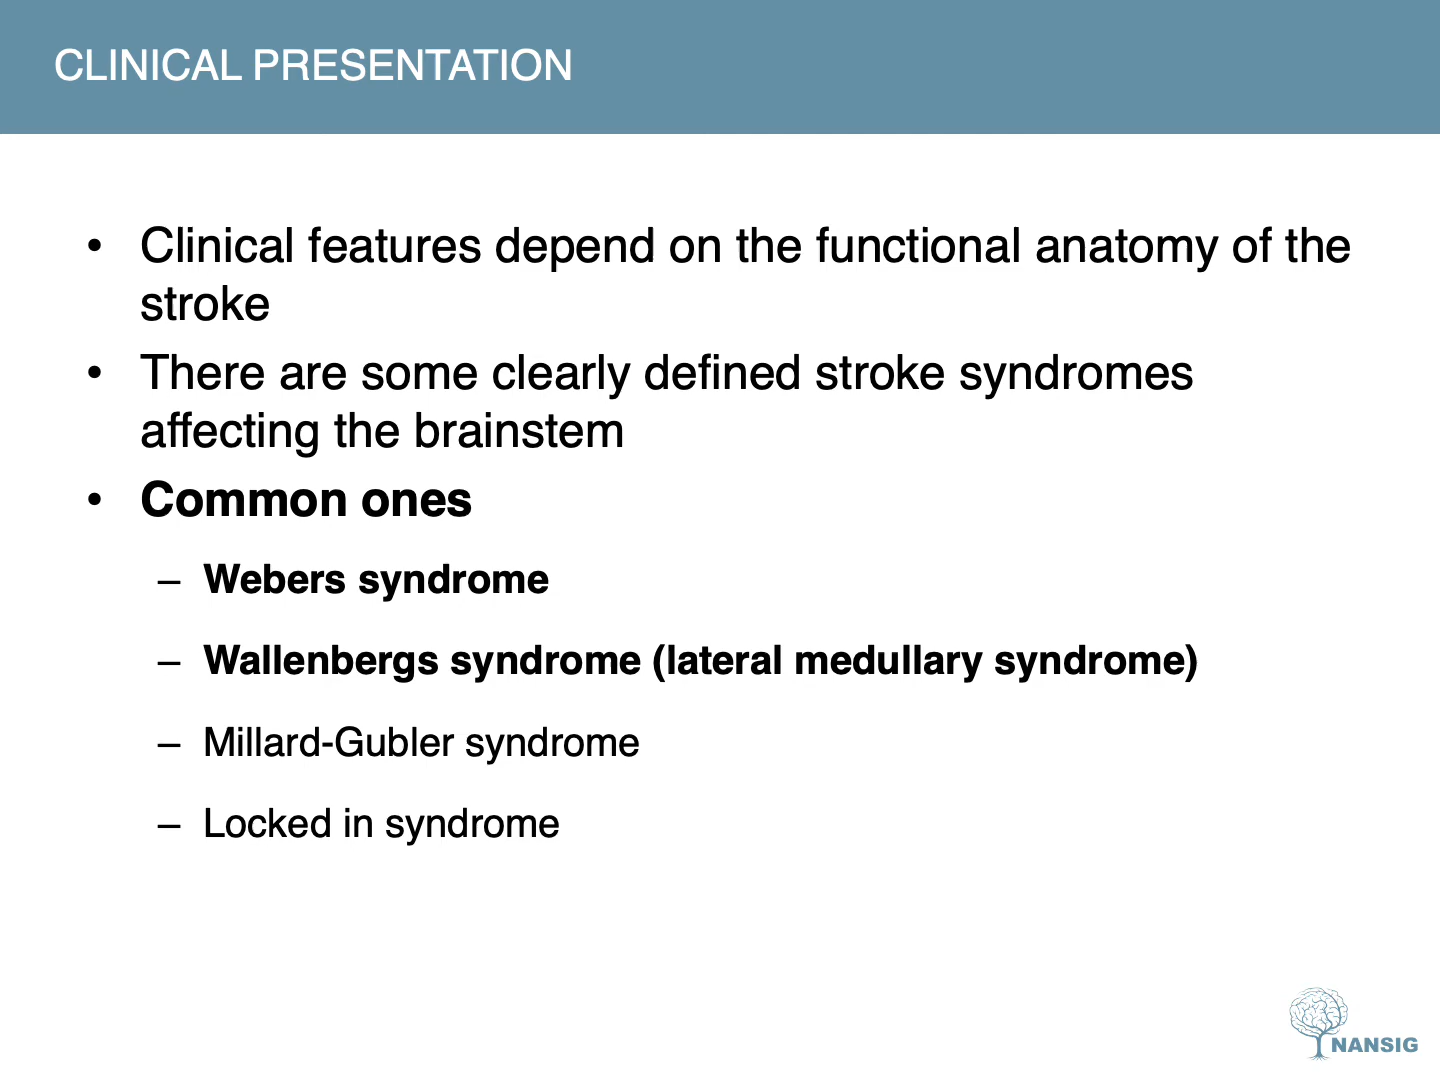 CLINICAL PRESENTATION
• Clinical features depend on the functional anatomy of the
stroke
• There are some clearly defined stroke syndromes
affecting the brainstem
• Common ones
– Webers syndrome
– Wallenbergs syndrome (lateral medullary syndrome)
– Millard-Gubler syndrome
– Locked in syndrome
NANSIG